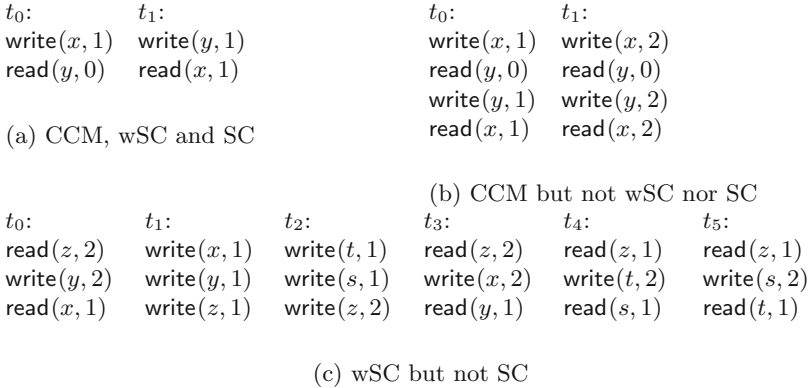 t₀: t₁:
write(x, 1) write(y, 1)
read(y, 0) read(x, 1)
(a) CCM, wSC and SC
t₀: t₁:
write(x, 1) write(x, 2)
read(y, 0) read(y, 0)
write(y, 1) write(y, 2)
read(x, 1) read(x, 2)
(b) CCM but not wSC nor SC
t₀: t₁: t₂: t₃: t₄: t₅:
read(z, 2) write(x, 1) write(t, 1) read(z, 2) read(z, 1) read(z, 1)
write(y, 2) write(y, 1) write(s, 1) write(x, 2) write(t, 2) write(s, 2)
read(x, 1) write(z, 1) write(z, 2) read(y, 1) read(s, 1) read(t, 1)
(c) wSC but not SC